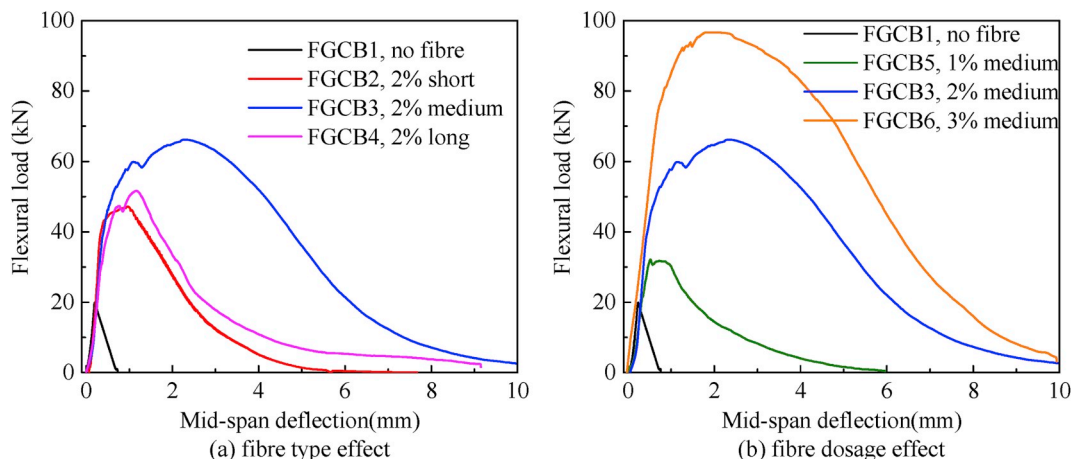 100
80
60
40
20
0
Flexural load (kN)
FGCB1, no fibre
FGCB2, 2% short
FGCB3, 2% medium
FGCB4, 2% long
0 2 4 6 8 10
Mid-span deflection(mm)
(a) fibre type effect
100
80
60
40
20
0
Flexural load (kN)
FGCB1, no fibre
FGCB5, 1% medium
FGCB3, 2% medium
FGCB6, 3% medium
0 2 4 6 8 10
Mid-span deflection(mm)
(b) fibre dosage effect